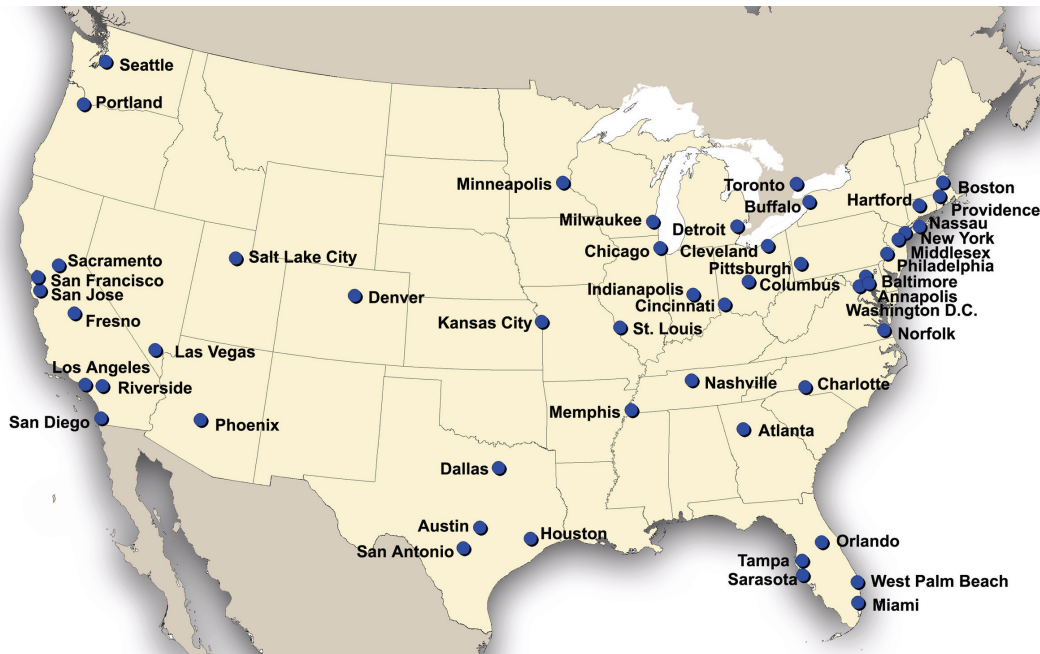 Seattle
Portland
Minneapolis
Toronto
Boston
Buffalo
Hartford
Providence
Milwaukee
Detroit
Nassau
New York
Chicago
Cleveland
Middlesex
Salt Lake City
Sacramento
Pittsburgh
Philadelphia
San Francisco
Columbus
Baltimore
San Jose
Denver
Indianapolis
Annapolis
Cincinnati
Washington D.C.
Fresno
Kansas City
St. Louis
Norfolk
Las Vegas
Los Angeles
Riverside
Nashville
Charlotte
Memphis
San Diego
Phoenix
Atlanta
Dallas
Austin
Houston
San Antonio
Orlando
Tampa
Sarasota
West Palm Beach
Miami